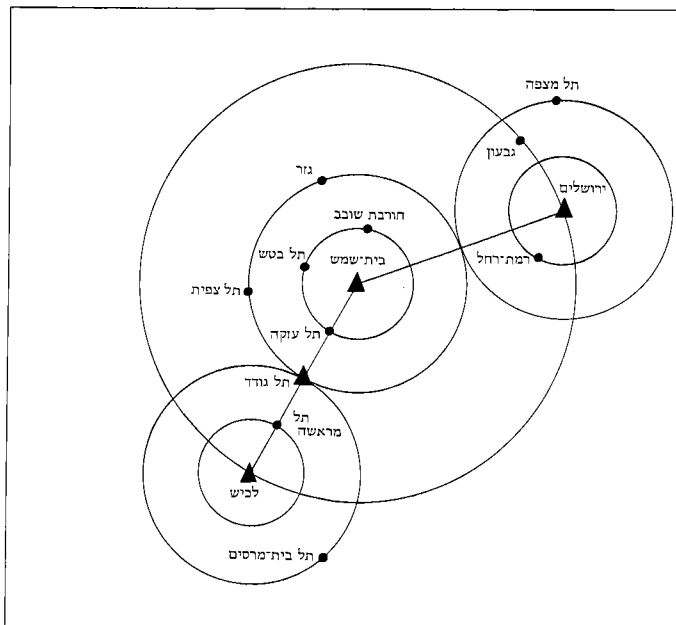 תל מצפה
גבעון
גזר
ירושלים
חורבת שובב
תל בטש
בית־שמש
רמת־רחל
תל צפית
תל עזקה
תל גודד
תל
מראשה
לכיש
תל בית־מרסים